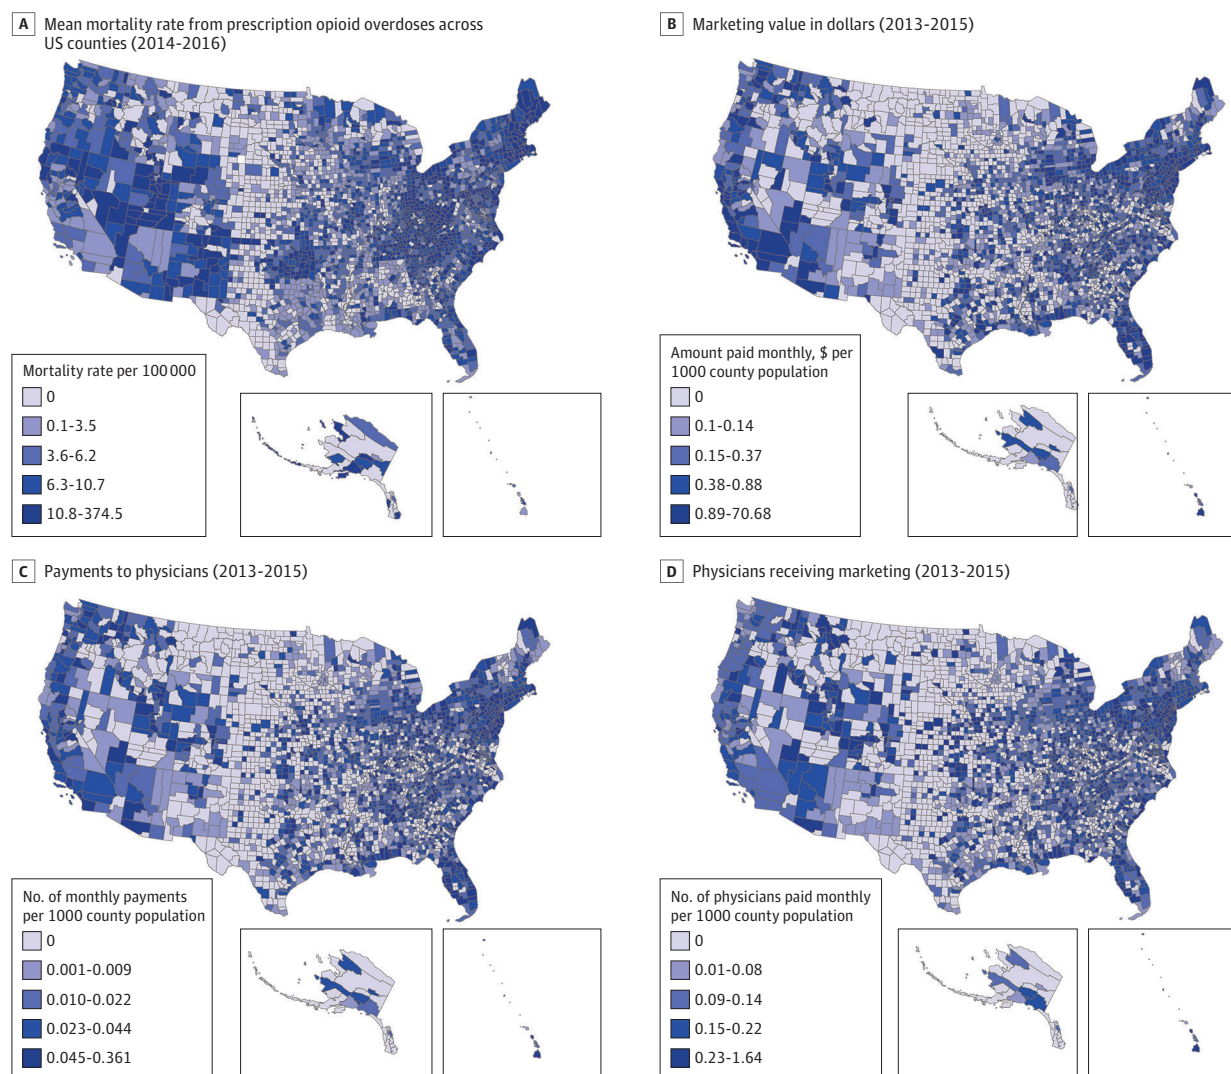 A Mean mortality rate from prescription opioid overdoses across
US counties (2014-2016)
Mortality rate per 100 000
0
0.1-3.5
3.6-6.2
6.3-10.7
10.8-374.5
B Marketing value in dollars (2013-2015)
Amount paid monthly, $ per
1000 county population
0
0.1-0.14
0.15-0.37
0.38-0.88
0.89-70.68
C Payments to physicians (2013-2015)
No. of monthly payments
per 1000 county population
0
0.001-0.009
0.010-0.022
0.023-0.044
0.045-0.361
D Physicians receiving marketing (2013-2015)
No. of physicians paid monthly
per 1000 county population
0
0.01-0.08
0.09-0.14
0.15-0.22
0.23-1.64